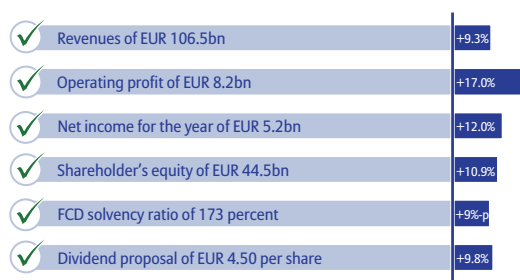 Revenues of EUR 106.5bn +9.3%
Operating profit of EUR 8.2bn +17.0%
Net income for the year of EUR 5.2bn +12.0%
Shareholder’s equity of EUR 44.5bn +10.9%
FCD solvency ratio of 173 percent +9%-p
Dividend proposal of EUR 4.50 per share +9.8%